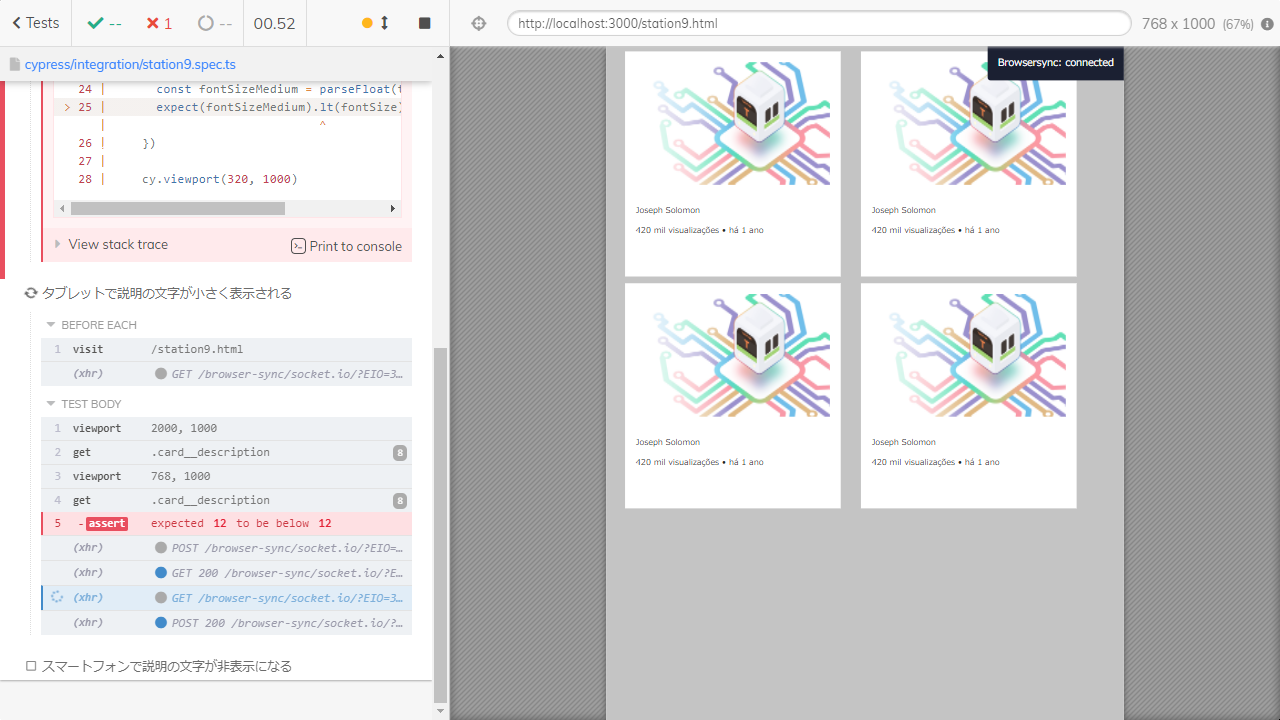 Tests
--
1
--
00.52
http://localhost:3000/station9.html
768 x 1000 (67%)
cypress/integration/station9.spec.ts
24 | const fontSizeMedium = parseFloat(
> 25 | expect(fontSizeMedium).lt(fontSize)
| ^
26 | })
27 |
28 | cy.viewport(320, 1000)
View stack trace
Print to console
タブレットで説明の文字が小さく表示される
BEFORE EACH
1 visit /station9.html
(xhr) GET /browser-sync/socket.io/?EIO=3…
TEST BODY
1 viewport 2000, 1000
2 get .card__description 8
3 viewport 768, 1000
4 get .card__description 8
5 -assert expected 12 to be below 12
(xhr) POST /browser-sync/socket.io/?EIO=…
(xhr) GET 200 /browser-sync/socket.io/?E…
(xhr) GET /browser-sync/socket.io/?EIO=3…
(xhr) POST 200 /browser-sync/socket.io/?…
スマートフォンで説明の文字が非表示になる
Browsersync: connected
Joseph Solomon
420 mil visualizações • há 1 ano
Joseph Solomon
420 mil visualizações • há 1 ano
Joseph Solomon
420 mil visualizações • há 1 ano
Joseph Solomon
420 mil visualizações • há 1 ano